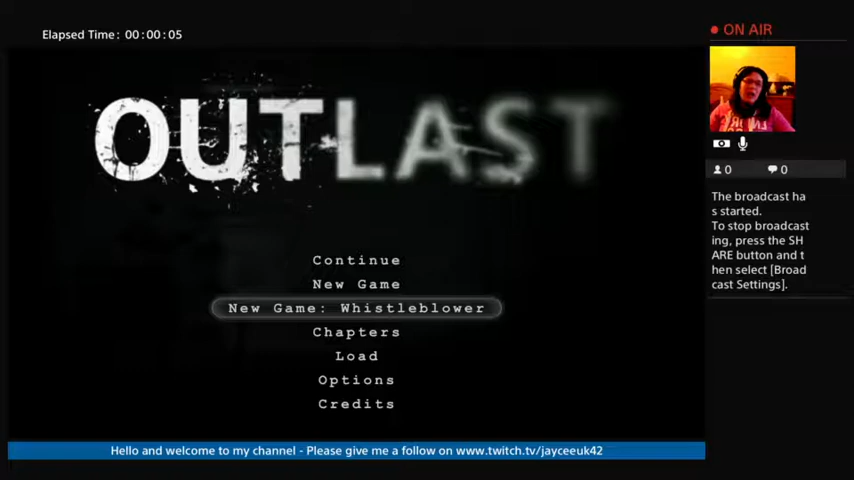 Elapsed Time: 00:00:05
ON AIR
OUTLAST
0 0
The broadcast ha
s started.
To stop broadcast
ing, press the SH
ARE button and t
hen select [Broad
cast Settings].
Continue
New Game
New Game: Whistleblower
Chapters
Load
Options
Credits
Hello and welcome to my channel - Please give me a follow on www.twitch.tv/jayceeuk42